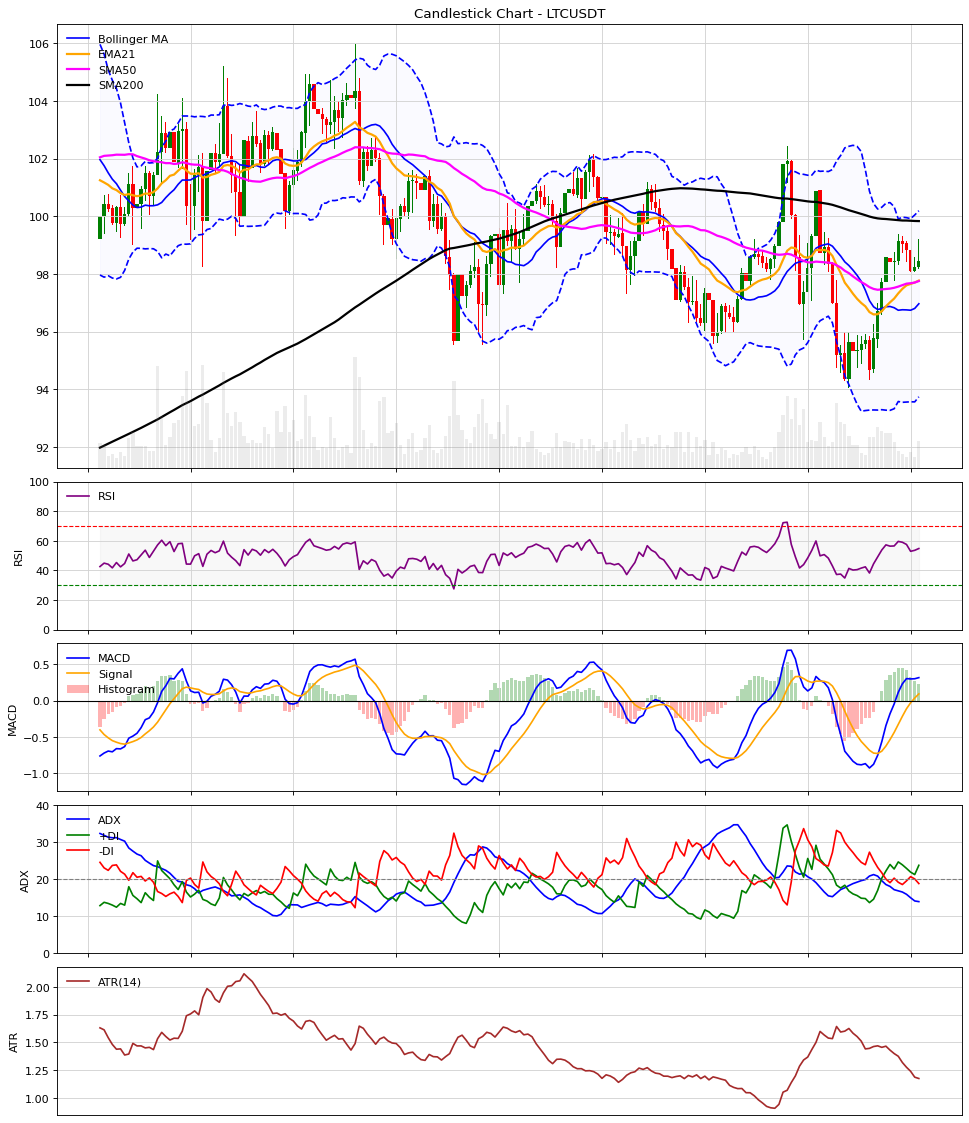 Candlestick Chart - LTCUSDT
Bollinger MA
EMA21
SMA50
SMA200
106
104
102
100
98
96
94
92
RSI
100
80
60
40
20
0
RSI
MACD
Signal
Histogram
0.5
0.0
−0.5
−1.0
MACD
ADX
+DI
-DI
40
30
20
10
0
ADX
ATR(14)
2.00
1.75
1.50
1.25
1.00
ATR